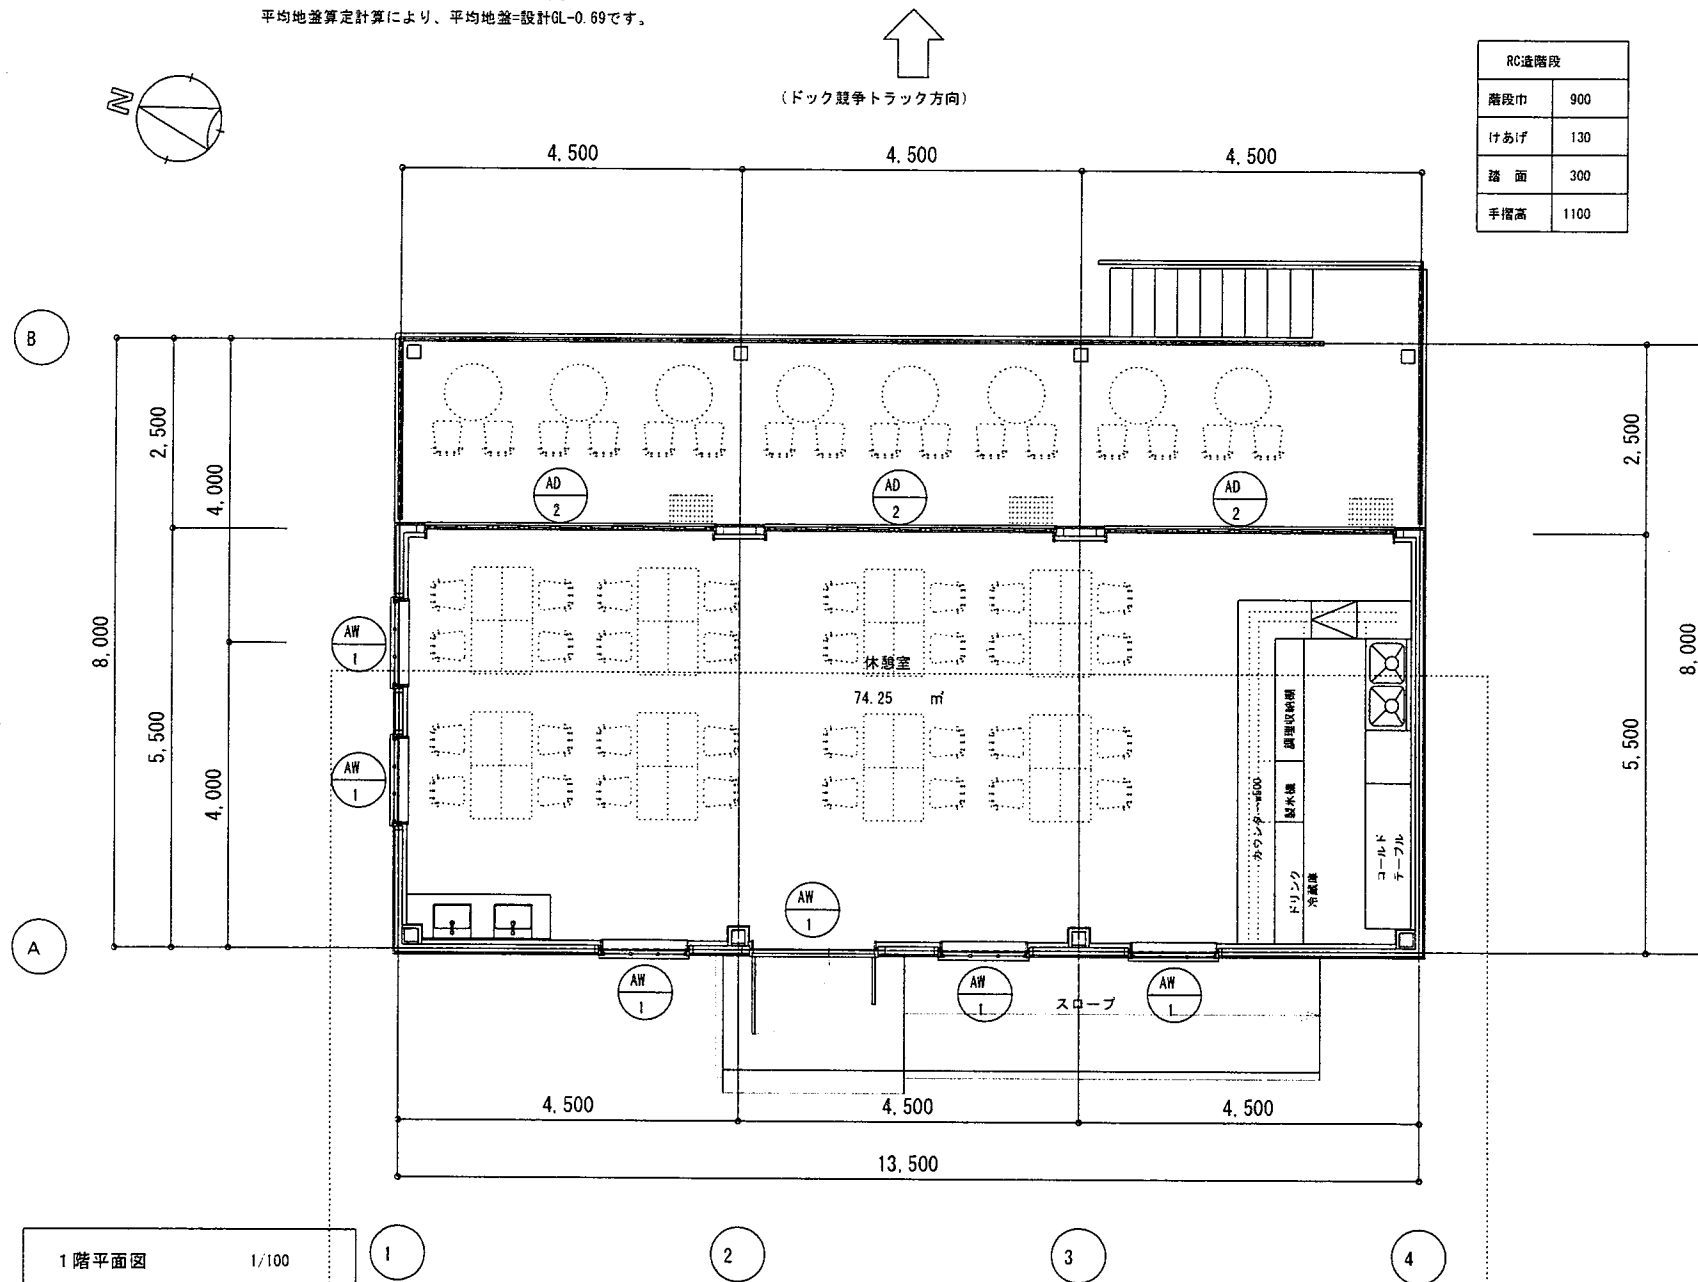 平均地盤算定計算により、平均地盤=設計GL-0.69です。
N
(ドック競争トラック方向)
RC造階段
階段巾 900
けあげ 130
踏 面 300
手摺高 1100
4,500 4,500 4,500
B
2,500
4,000
8,000
5,500
4,000
2,500
8,000
5,500
AD
2
AD
2
AD
2
AW
1
AW
1
休憩室
74.25 ㎡
調理収納棚
製氷機
カウンターw600
ドリンク
冷蔵庫
コールド
テーブル
A
AW
1
AW
1
AW
1
AW
1
スロープ
4,500 4,500 4,500
13,500
1階平面図 1/100
1 2 3 4